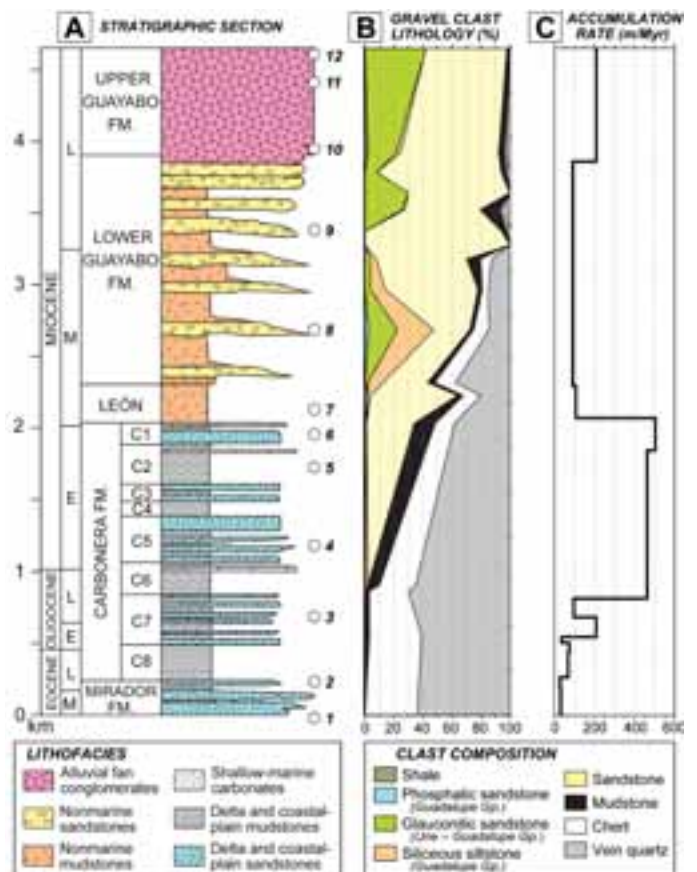 A STRATIGRAPHIC SECTION
B GRAVEL CLAST LITHOLOGY (%)
C ACCUMULATION RATE (m/Myr)
UPPER GUAYABO FM.
LOWER GUAYABO FM.
LEÓN
CARBONERA FM.
C1
C2
C3
C4
C5
C6
C7
C8
MIRADOR FM.
MIOCENE
L
M
E
OLIGOCENE
L
E
EOCENE
L
M
4
3
2
1
0
km
12
11
10
9
8
7
6
5
4
3
2
1
0 20 40 60 80 100
0 200 400 600
LITHOFACIES
Alluvial fan conglomerates
Nonmarine sandstones
Nonmarine mudstones
Shallow-marine carbonates
Delta and coastal-plain mudstones
Delta and coastal-plain sandstones
CLAST COMPOSITION
Shale
Phosphatic sandstone
(Guadalupe Gp.)
Glauconitic sandstone
(Une – Guadalupe Gp.)
Siliceous siltstone
(Guadalupe Gp.)
Sandstone
Mudstone
Chert
Vein quartz